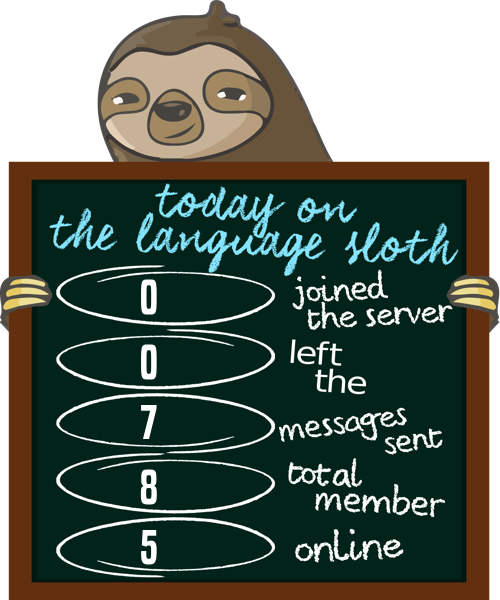 today on
the language sloth
0 joined
the server
0 left
the
7 messages
sent
8 total
member
5 online